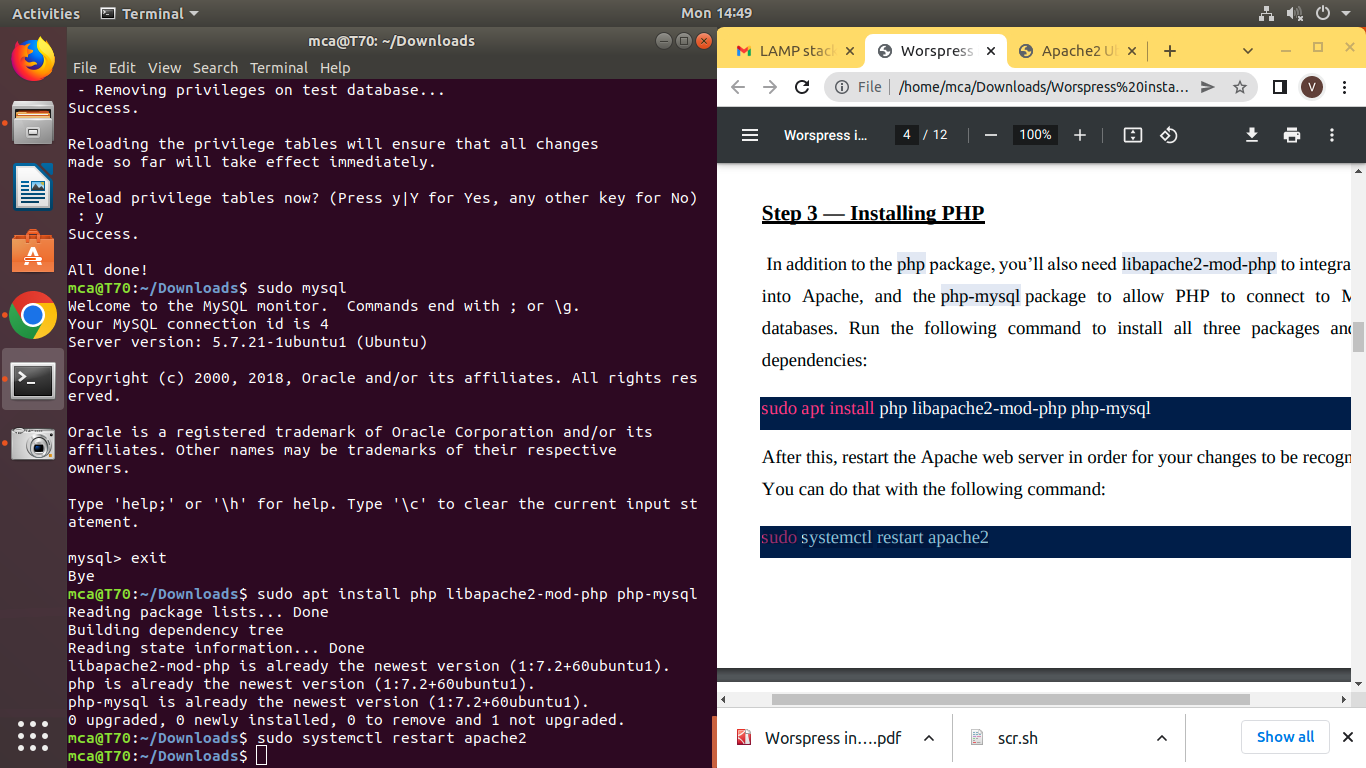 Activities Terminal Mon 14:49
mca@T70: ~/Downloads
File Edit View Search Terminal Help
- Removing privileges on test database...
Success.
Reloading the privilege tables will ensure that all changes
made so far will take effect immediately.
Reload privilege tables now? (Press y|Y for Yes, any other key for No)
: y
Success.
All done!
mca@T70:~/Downloads$ sudo mysql
Welcome to the MySQL monitor.  Commands end with ; or \g.
Your MySQL connection id is 4
Server version: 5.7.21-1ubuntu1 (Ubuntu)
Copyright (c) 2000, 2018, Oracle and/or its affiliates. All rights res
erved.
Oracle is a registered trademark of Oracle Corporation and/or its
affiliates. Other names may be trademarks of their respective
owners.
Type 'help;' or '\h' for help. Type '\c' to clear the current input st
atement.
mysql> exit
Bye
mca@T70:~/Downloads$ sudo apt install php libapache2-mod-php php-mysql
Reading package lists... Done
Building dependency tree
Reading state information... Done
libapache2-mod-php is already the newest version (1:7.2+60ubuntu1).
php is already the newest version (1:7.2+60ubuntu1).
php-mysql is already the newest version (1:7.2+60ubuntu1).
0 upgraded, 0 newly installed, 0 to remove and 1 not upgraded.
mca@T70:~/Downloads$ sudo systemctl restart apache2
mca@T70:~/Downloads$
LAMP stac Worspress Apache2 U
File /home/mca/Downloads/Worspress%20insta... V
Worspress i... 4 / 12 100%
Step 3 — Installing PHP
In addition to the php package, you’ll also need libapache2-mod-php to integra
into Apache, and the php-mysql package to allow PHP to connect to M
databases. Run the following command to install all three packages and
dependencies:
sudo apt install php libapache2-mod-php php-mysql
After this, restart the Apache web server in order for your changes to be recogn
You can do that with the following command:
sudo systemctl restart apache2
Worspress in....pdf scr.sh Show all